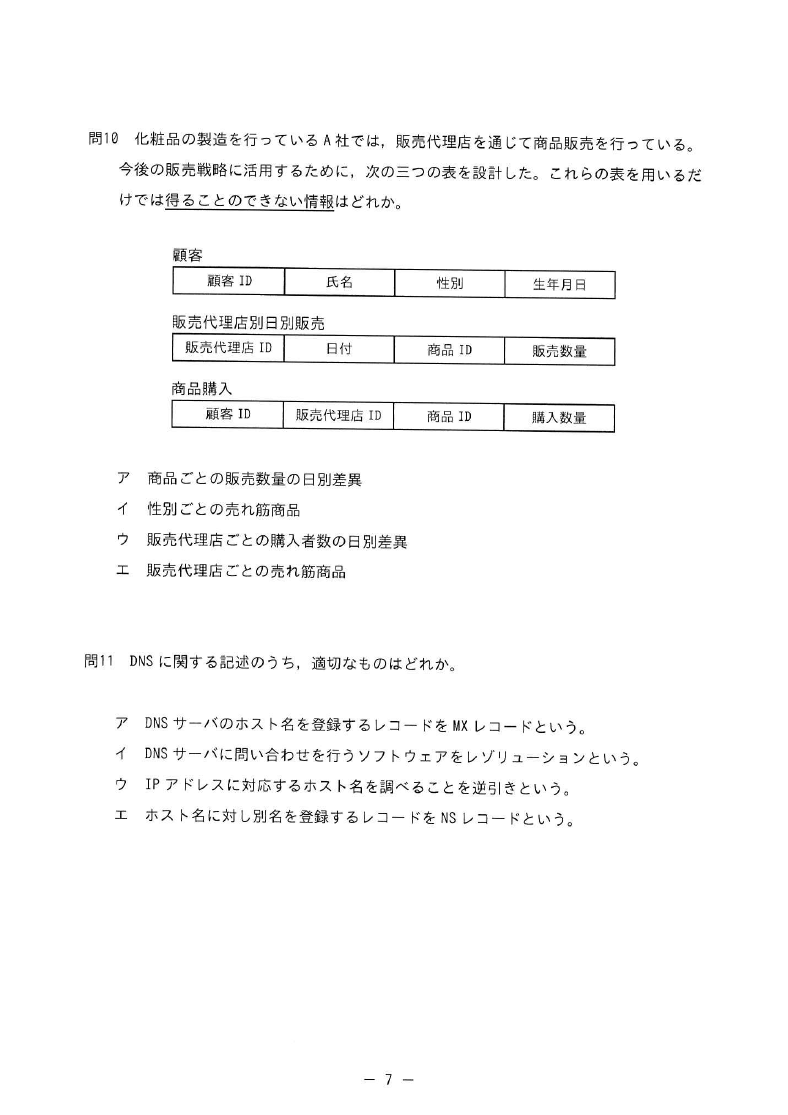 問10 化粧品の製造を行っているA社では，販売代理店を通じて商品販売を行っている。
今後の販売戦略に活用するために，次の三つの表を設計した。これらの表を用いるだ
けでは得ることのできない情報はどれか。
顧客
顧客ID 氏名 性別 生年月日
販売代理店別日別販売
販売代理店ID 日付 商品ID 販売数量
商品購入
顧客ID 販売代理店ID 商品ID 購入数量
ア 商品ごとの販売数量の日別差異
イ 性別ごとの売れ筋商品
ウ 販売代理店ごとの購入者数の日別差異
エ 販売代理店ごとの売れ筋商品
問11 DNSに関する記述のうち，適切なものはどれか。
ア DNSサーバのホスト名を登録するレコードをMXレコードという。
イ DNSサーバに問い合わせを行うソフトウェアをレゾリューションという。
ウ IPアドレスに対応するホスト名を調べることを逆引きという。
エ ホスト名に対し別名を登録するレコードをNSレコードという。
－ 7 －